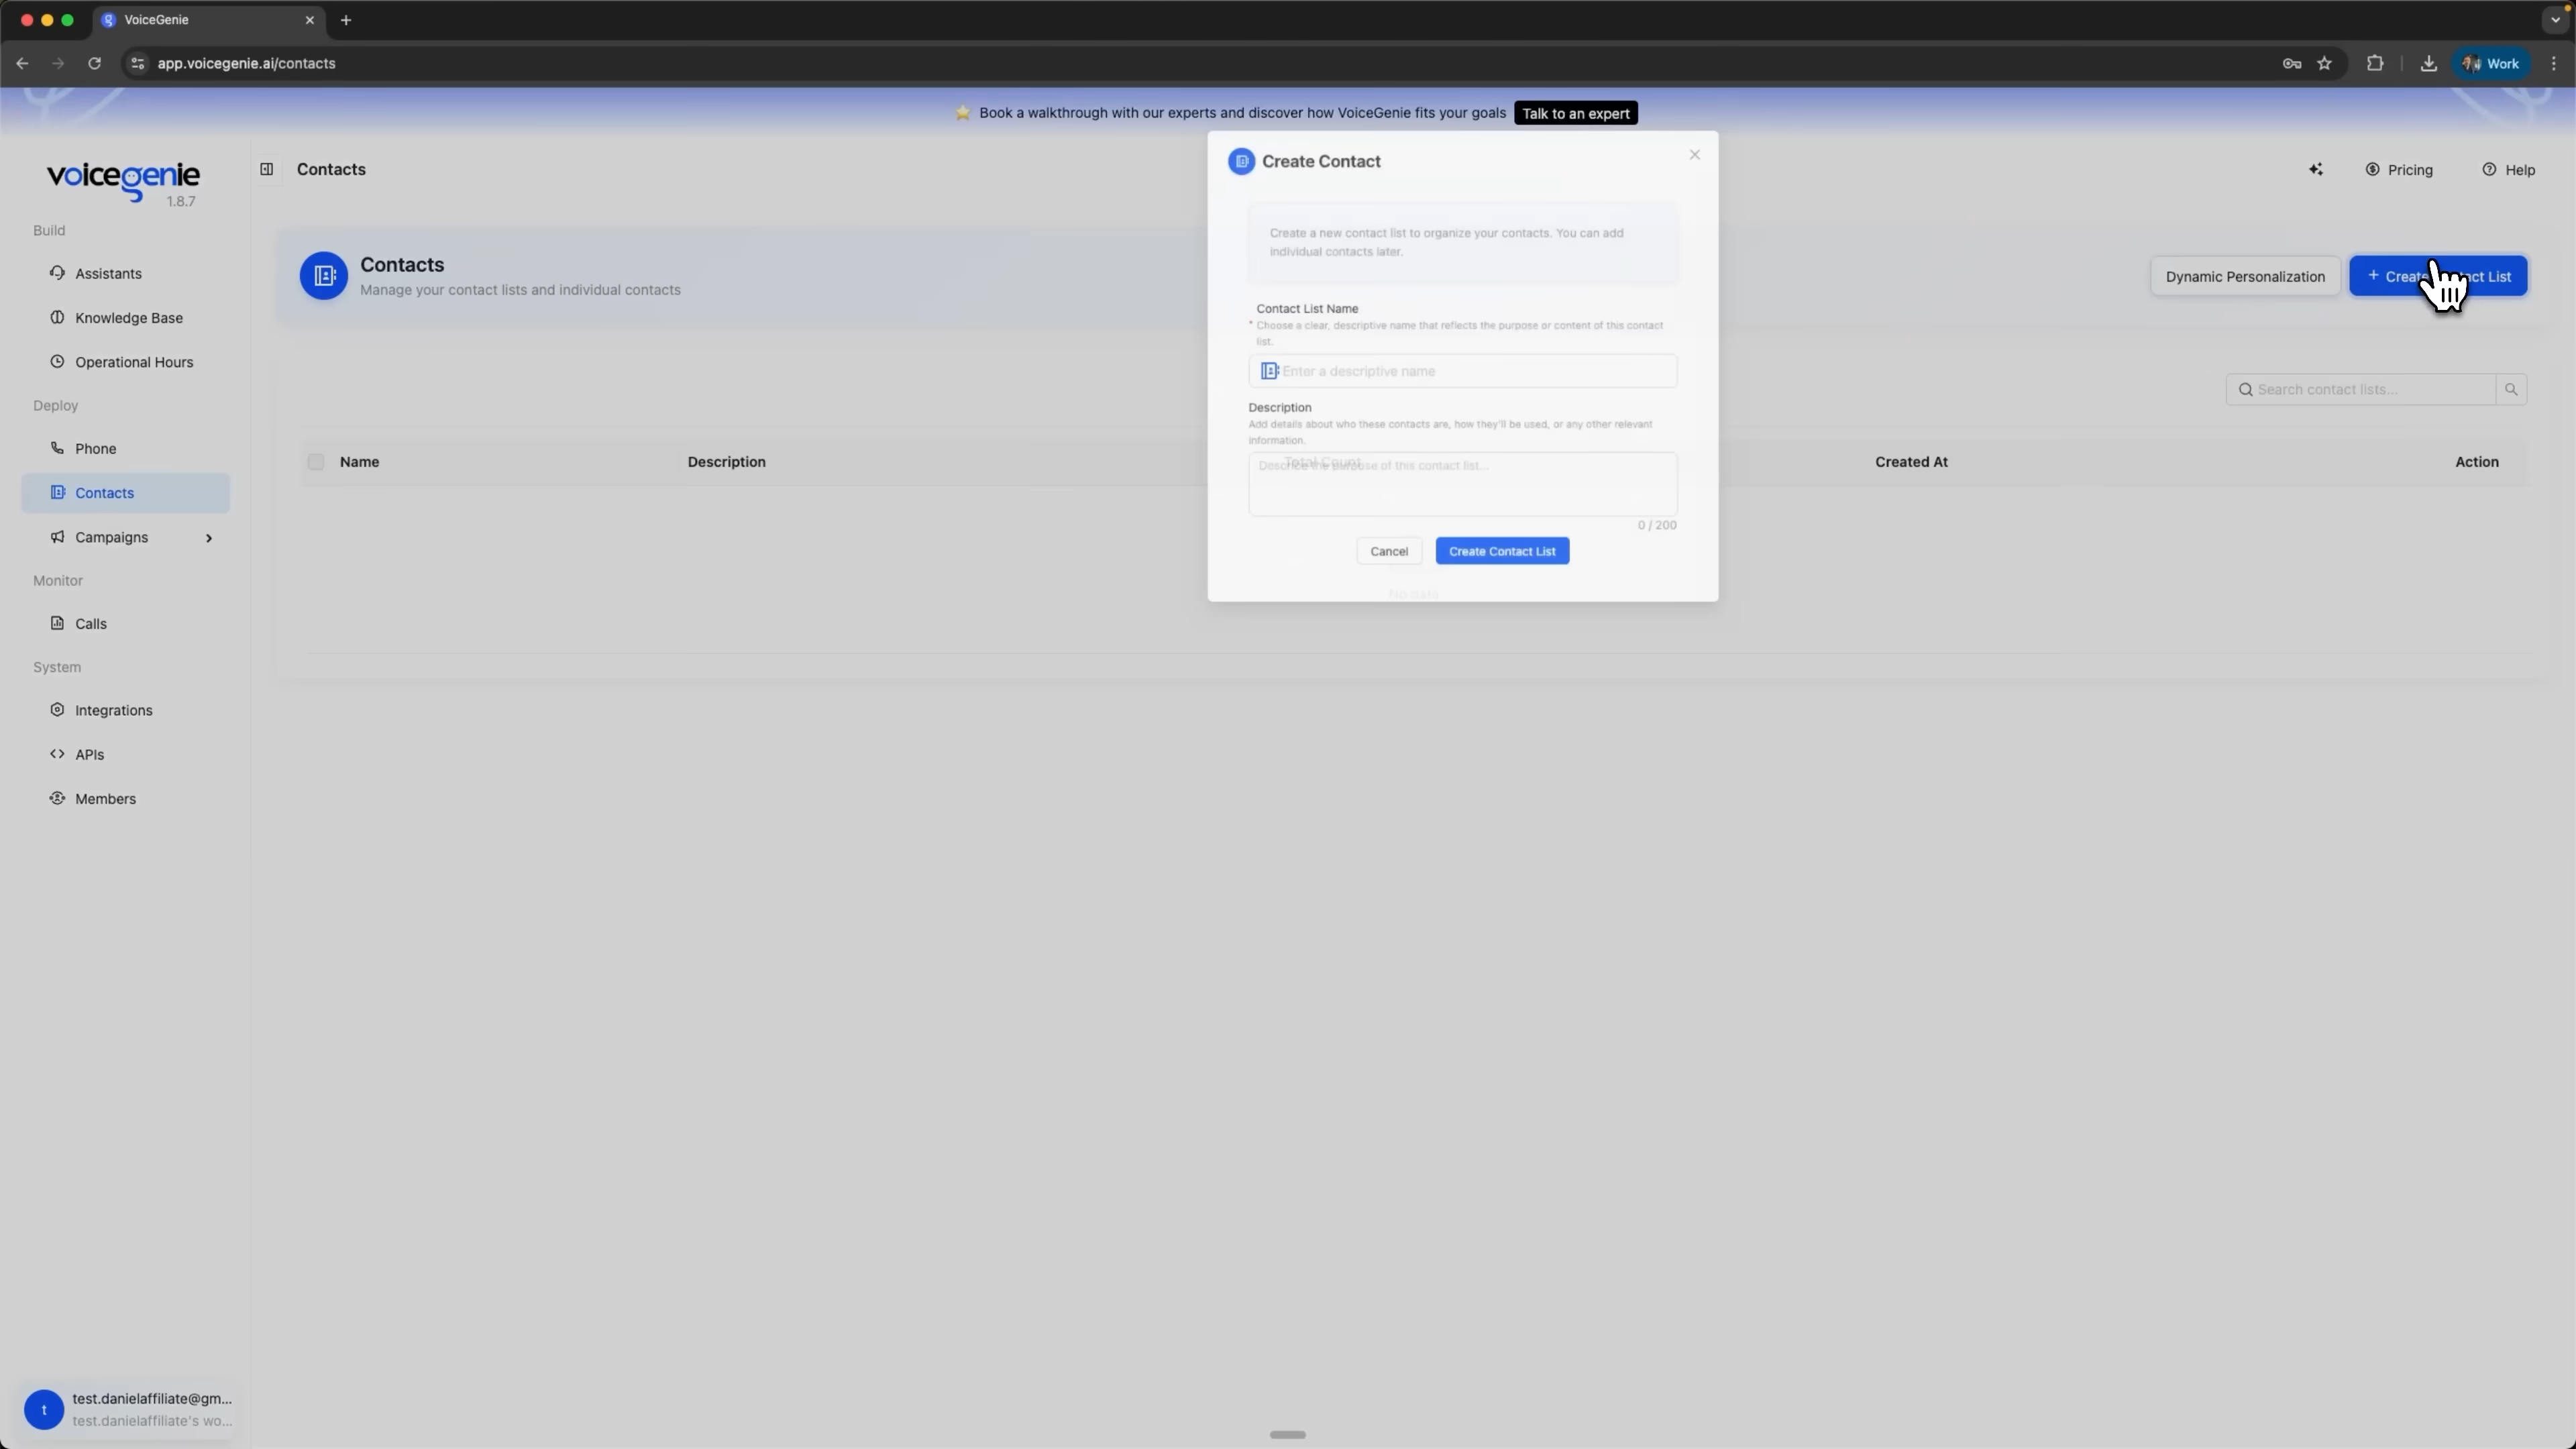 VoiceGenie
app.voicegenie.ai/contacts
Work
Book a walkthrough with our experts and discover how VoiceGenie fits your goals
Talk to an expert
voicegenie
1.8.7
Contacts
Pricing
Help
Build
Assistants
Knowledge Base
Operational Hours
Deploy
Phone
Contacts
Campaigns
Monitor
Calls
System
Integrations
APIs
Members
test.danielaffiliate@gm...
test.danielaffiliate's wo...
Contacts
Manage your contact lists and individual contacts
Dynamic Personalization
+ Create Contact List
Search contact lists...
Name
Description
Total Count
Created At
Action
No data
Create Contact
Create a new contact list to organize your contacts. You can add
individual contacts later.
Contact List Name
* Choose a clear, descriptive name that reflects the purpose or content of this contact
list.
Enter a descriptive name
Description
Add details about who these contacts are, how they'll be used, or any other relevant
information.
Describe the purpose of this contact list...
0 / 200
Cancel
Create Contact List
t